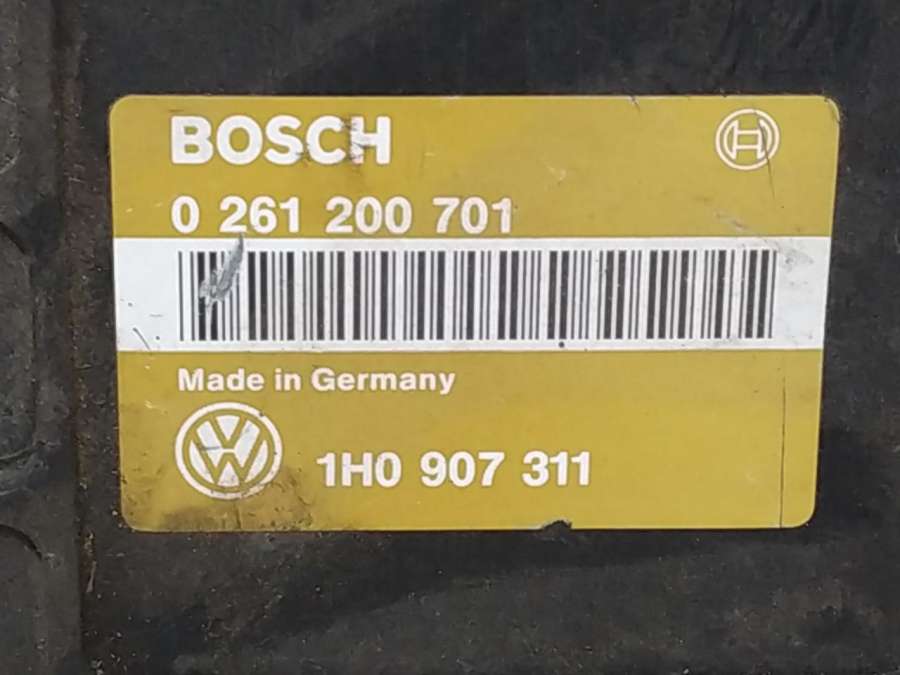 BOSCH
0 261 200 701
Made in Germany
1H0 907 311